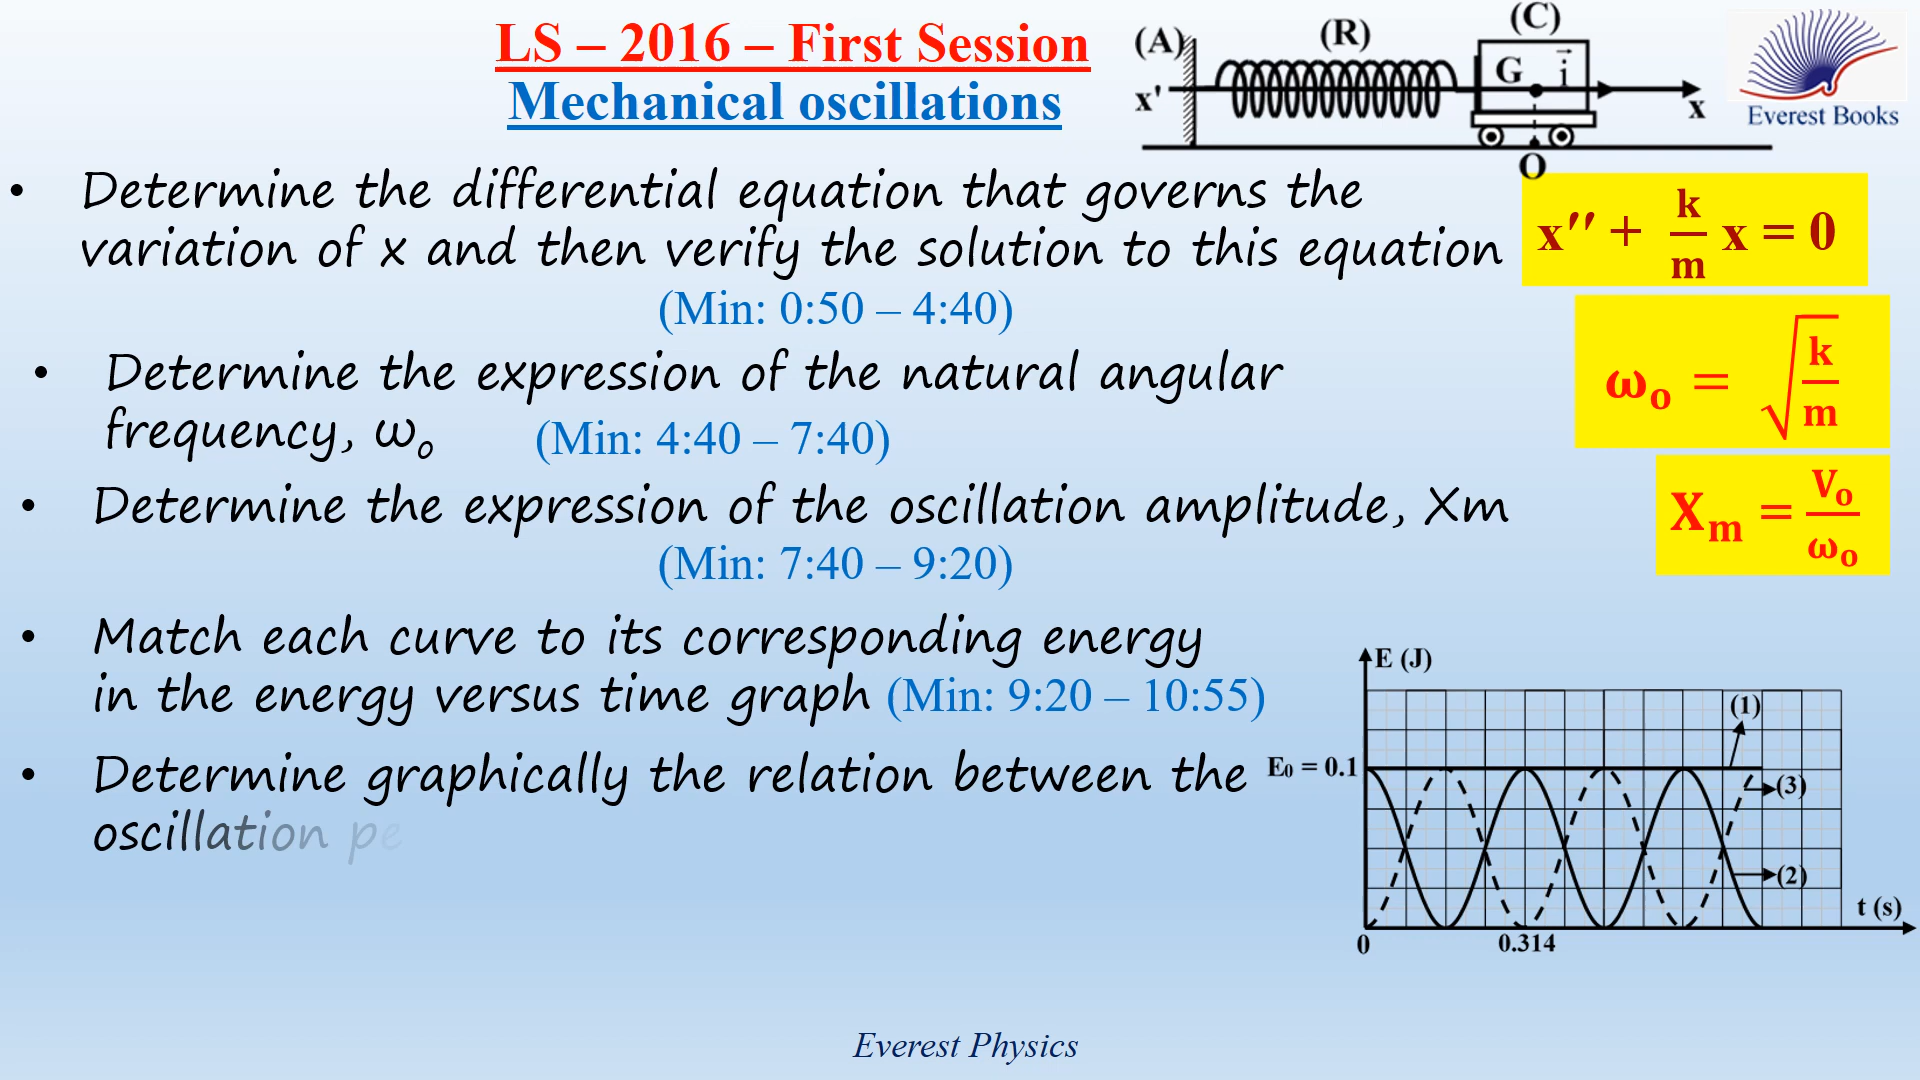 LS – 2016 – First Session
Mechanical oscillations
(A)
(R)
(C)
G
i
x'
x
O
Everest Books
• Determine the differential equation that governs the
variation of x and then verify the solution to this equation
x′′ + k/m x = 0
(Min: 0:50 – 4:40)
• Determine the expression of the natural angular
frequency, ωo
(Min: 4:40 – 7:40)
ωo = √k/m
• Determine the expression of the oscillation amplitude, Xm
(Min: 7:40 – 9:20)
Xm = Vo/ωo
• Match each curve to its corresponding energy
in the energy versus time graph (Min: 9:20 – 10:55)
• Determine graphically the relation between the
oscillation pe
E (J)
(1)
E0 = 0.1
(3)
(2)
t (s)
0
0.314
Everest Physics